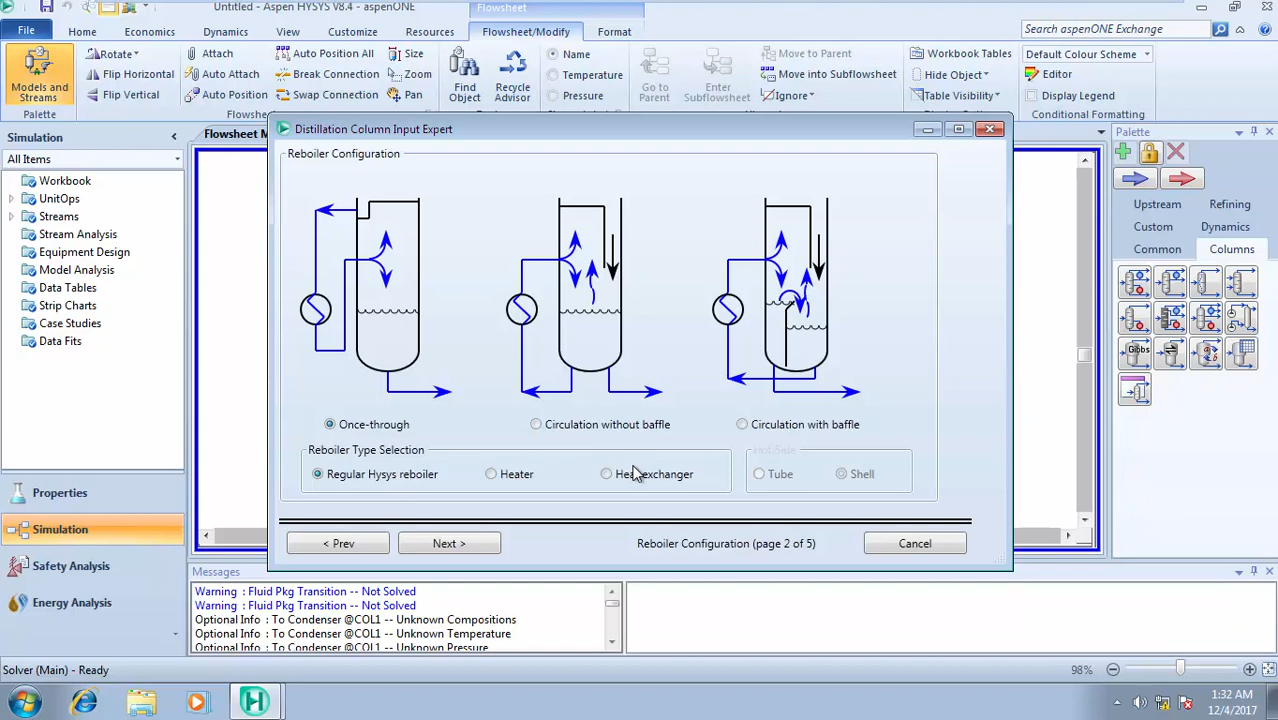 Untitled - Aspen HYSYS V8.4 - aspenONE
Flowsheet
File
Home
Economics
Dynamics
View
Customize
Resources
Flowsheet/Modify
Format
Search aspenONE Exchange
Models and Streams
Palette
Rotate
Flip Horizontal
Flip Vertical
Attach
Auto Attach
Auto Position
Auto Position All
Break Connection
Swap Connection
Size
Zoom
Pan
Find Object
Recycle Advisor
Name
Temperature
Pressure
Go to Parent
Enter Subflowsheet
Move to Parent
Move into Subflowsheet
Ignore
Workbook Tables
Hide Object
Table Visibility
Default Colour Scheme
Editor
Display Legend
Conditional Formatting
Simulation
All Items
Workbook
UnitOps
Streams
Stream Analysis
Equipment Design
Model Analysis
Data Tables
Strip Charts
Case Studies
Data Fits
Properties
Simulation
Safety Analysis
Energy Analysis
Distillation Column Input Expert
Reboiler Configuration
Once-through
Circulation without baffle
Circulation with baffle
Reboiler Type Selection
Regular Hysys reboiler
Heater
Tube
Shell
< Prev
Next >
Reboiler Configuration (page 2 of 5)
Cancel
Palette
Upstream
Refining
Custom
Dynamics
Common
Columns
Gibbs
Messages
Warning : Fluid Pkg Transition -- Not Solved
Warning : Fluid Pkg Transition -- Not Solved
Optional Info : To Condenser @COL1 -- Unknown Compositions
Optional Info : To Condenser @COL1 -- Unknown Temperature
Optional Info : To Condenser @COL1 -- Unknown Pressure
Solver (Main) - Ready
98%
1:32 AM
12/4/2017